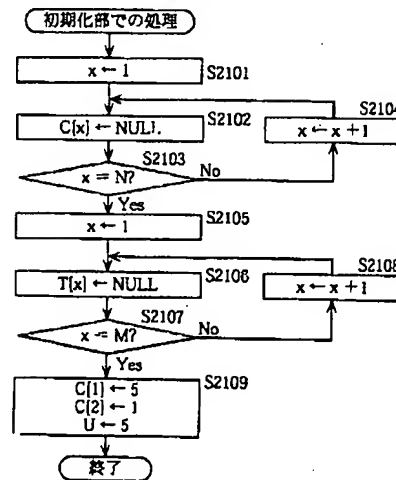 初期化部での処理
x ← 1
S2101
C[x] ← NULL
S2102
x ← x + 1
S2104
x = N?
S2103
No
Yes
x ← 1
S2105
T[x] ← NULL
S2106
x ← x + 1
S2108
x = M?
S2107
No
Yes
C[1] ← 5
C[2] ← 1
U ← 5
S2109
終了